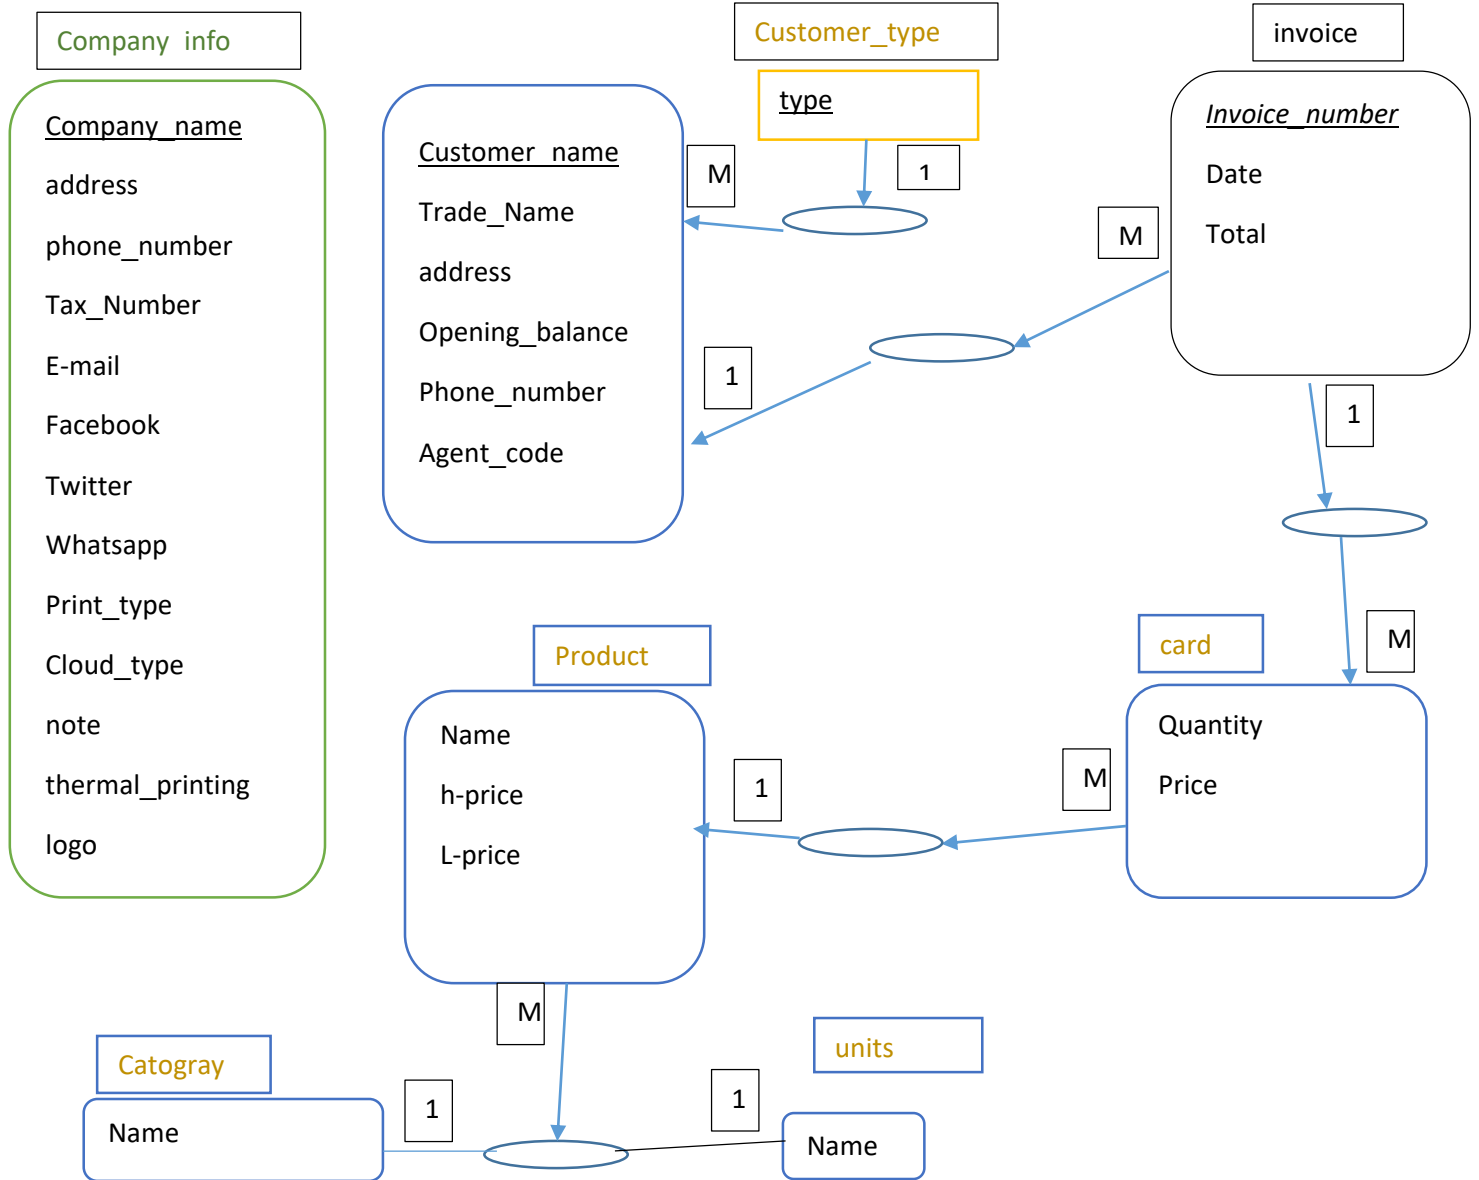 Company info
Company_name
address
phone_number
Tax_Number
E-mail
Facebook
Twitter
Whatsapp
Print_type
Cloud_type
note
thermal_printing
logo
Customer_name
Trade_Name
address
Opening_balance
Phone_number
Agent_code
Customer_type
type
M
1
invoice
Invoice_number
Date
Total
M
1
1
M
card
Quantity
Price
M
1
Product
Name
h-price
L-price
M
Catogray
Name
1
1
units
Name